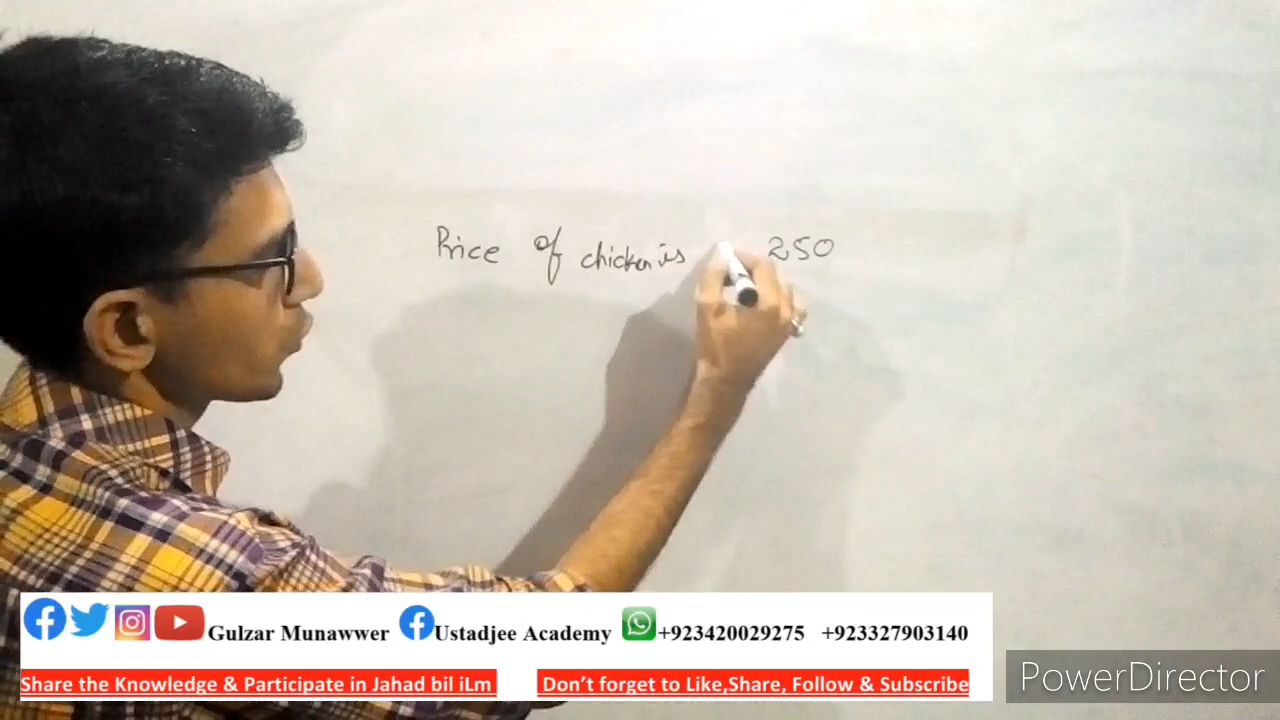 Price of chicken is 250
Gulzar Munawwer Ustadjee Academy +923420029275 +923327903140
Share the Knowledge & Participate in Jahad bil iLm Don’t forget to Like,Share, Follow & Subscribe
PowerDirector